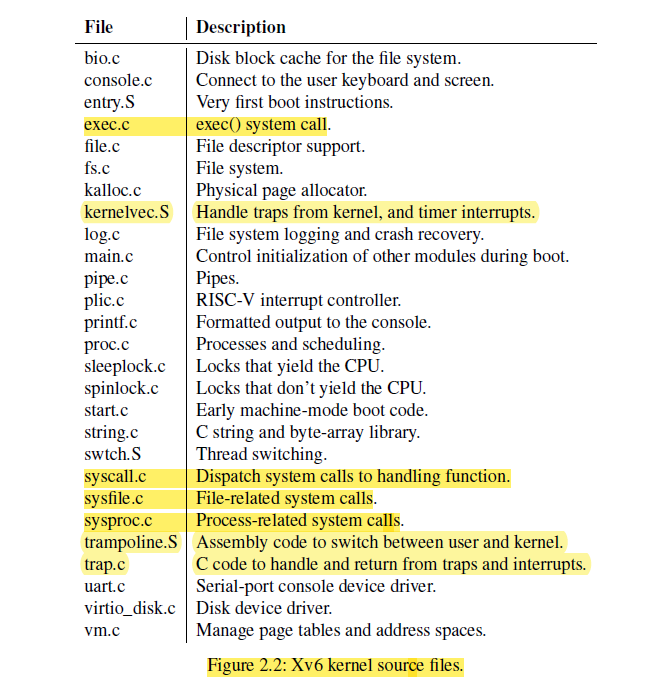 File Description
bio.c Disk block cache for the file system.
console.c Connect to the user keyboard and screen.
entry.S Very first boot instructions.
exec.c exec() system call.
file.c File descriptor support.
fs.c File system.
kalloc.c Physical page allocator.
kernelvec.S Handle traps from kernel, and timer interrupts.
log.c File system logging and crash recovery.
main.c Control initialization of other modules during boot.
pipe.c Pipes.
plic.c RISC-V interrupt controller.
printf.c Formatted output to the console.
proc.c Processes and scheduling.
sleeplock.c Locks that yield the CPU.
spinlock.c Locks that don’t yield the CPU.
start.c Early machine-mode boot code.
string.c C string and byte-array library.
swtch.S Thread switching.
syscall.c Dispatch system calls to handling function.
sysfile.c File-related system calls.
sysproc.c Process-related system calls.
trampoline.S Assembly code to switch between user and kernel.
trap.c C code to handle and return from traps and interrupts.
uart.c Serial-port console device driver.
virtio_disk.c Disk device driver.
vm.c Manage page tables and address spaces.
Figure 2.2: Xv6 kernel source files.